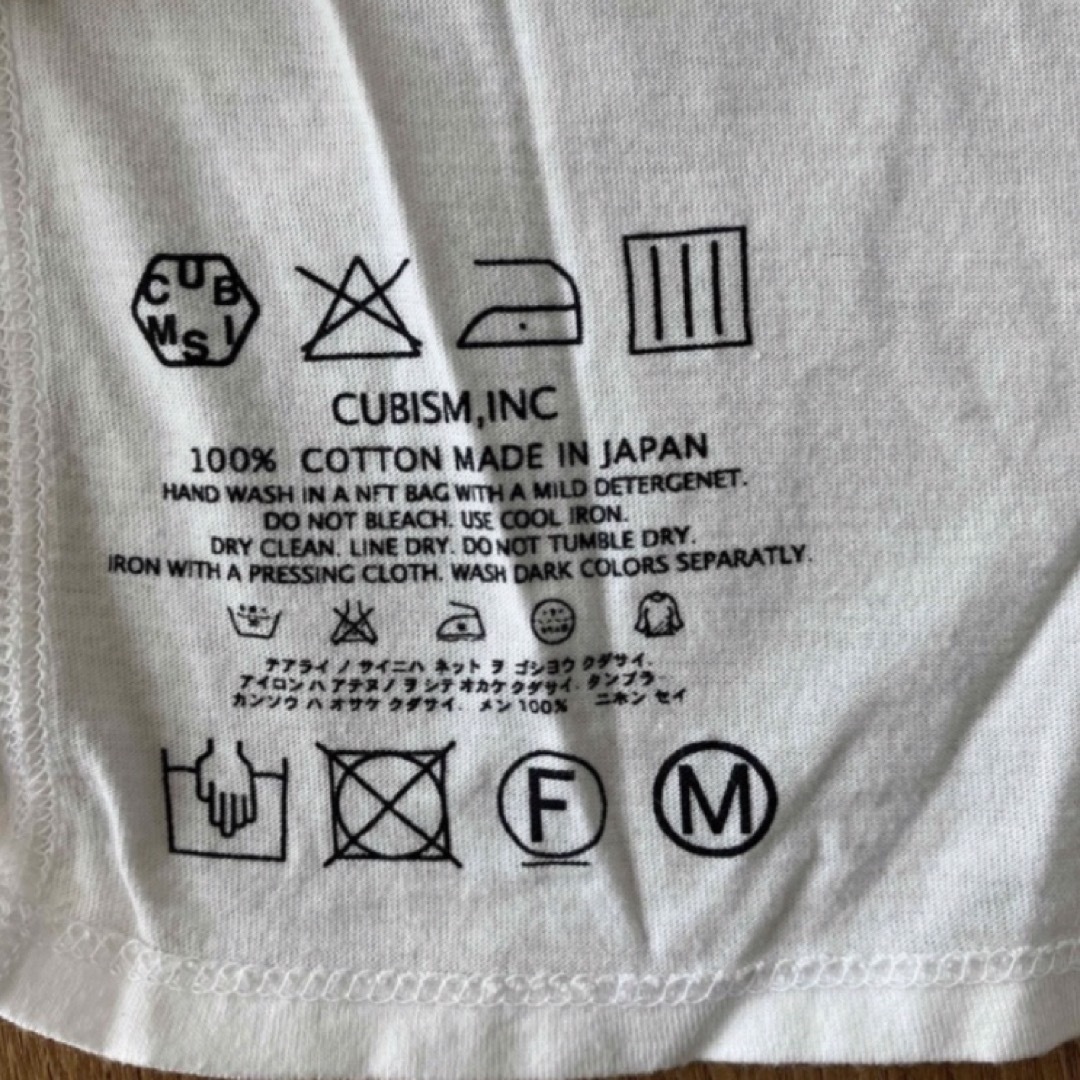 CUBISM
CUBISM,INC
100% COTTON MADE IN JAPAN
HAND WASH IN A NFT BAG WITH A MILD DETERGENET.
DO NOT BLEACH. USE COOL IRON.
DRY CLEAN. LINE DRY. DO NOT TUMBLE DRY.
IRON WITH A PRESSING CLOTH. WASH DARK COLORS SEPARATLY.
テアライ ノ サイニハ ネット ヲ ゴシヨウ クダサイ.
アイロン ハ アテヌノ ヲ シテ オカケ クダサイ. タンブラ-
カンソウ ハ オサケ クダサイ. メン 100% ニホン セイ
F M